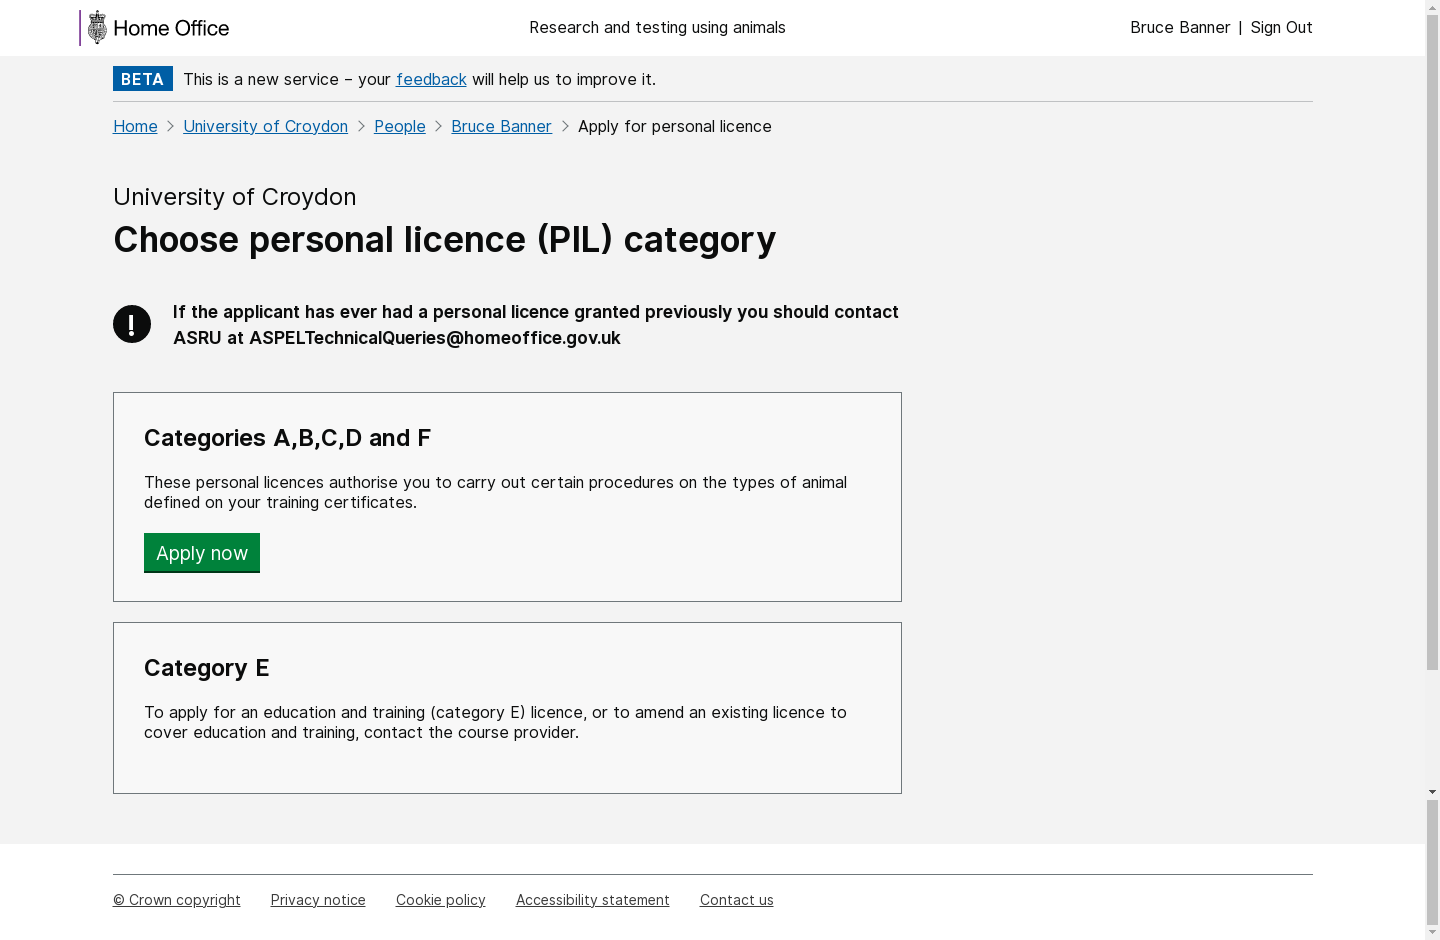 Home Office
Research and testing using animals
Bruce Banner | Sign Out
BETA This is a new service – your feedback will help us to improve it.
Home > University of Croydon > People > Bruce Banner > Apply for personal licence
University of Croydon
Choose personal licence (PIL) category
! If the applicant has ever had a personal licence granted previously you should contact
ASRU at ASPELTechnicalQueries@homeoffice.gov.uk
Categories A,B,C,D and F
These personal licences authorise you to carry out certain procedures on the types of animal
defined on your training certificates.
Apply now
Category E
To apply for an education and training (category E) licence, or to amend an existing licence to
cover education and training, contact the course provider.
© Crown copyright Privacy notice Cookie policy Accessibility statement Contact us